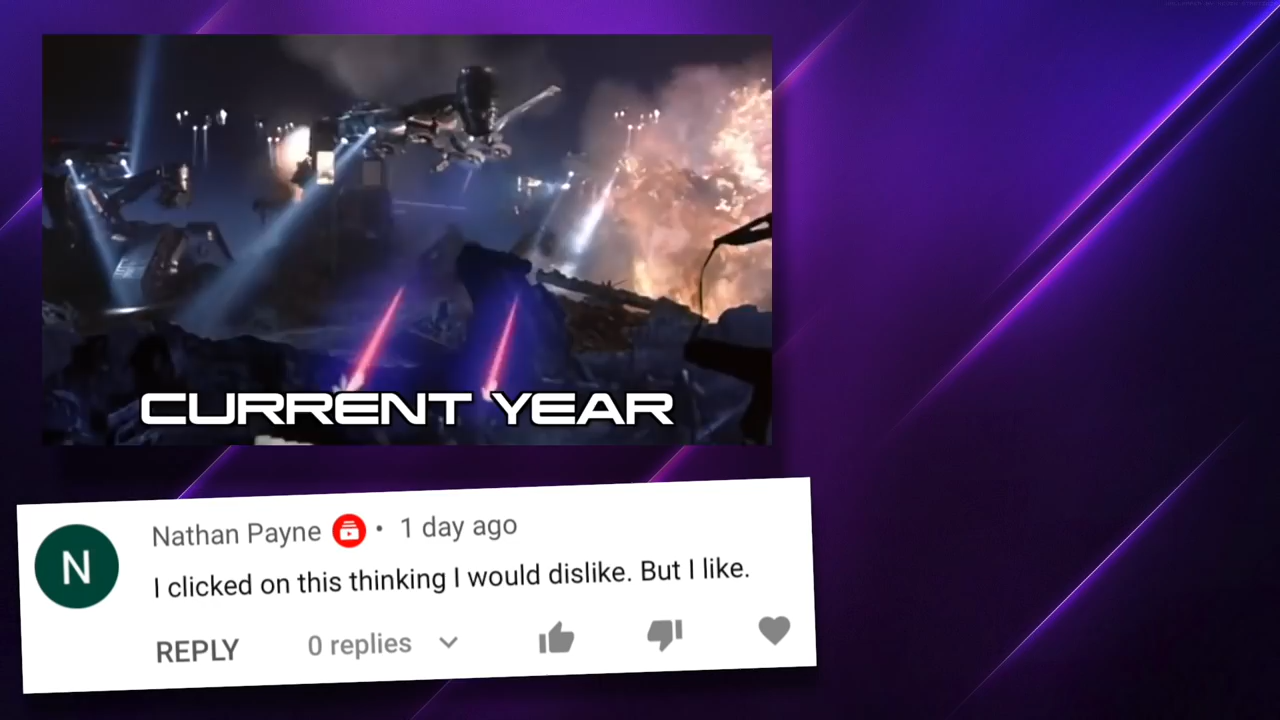 CURRENT YEAR
Nathan Payne • 1 day ago
N
I clicked on this thinking I would dislike. But I like.
REPLY 0 replies